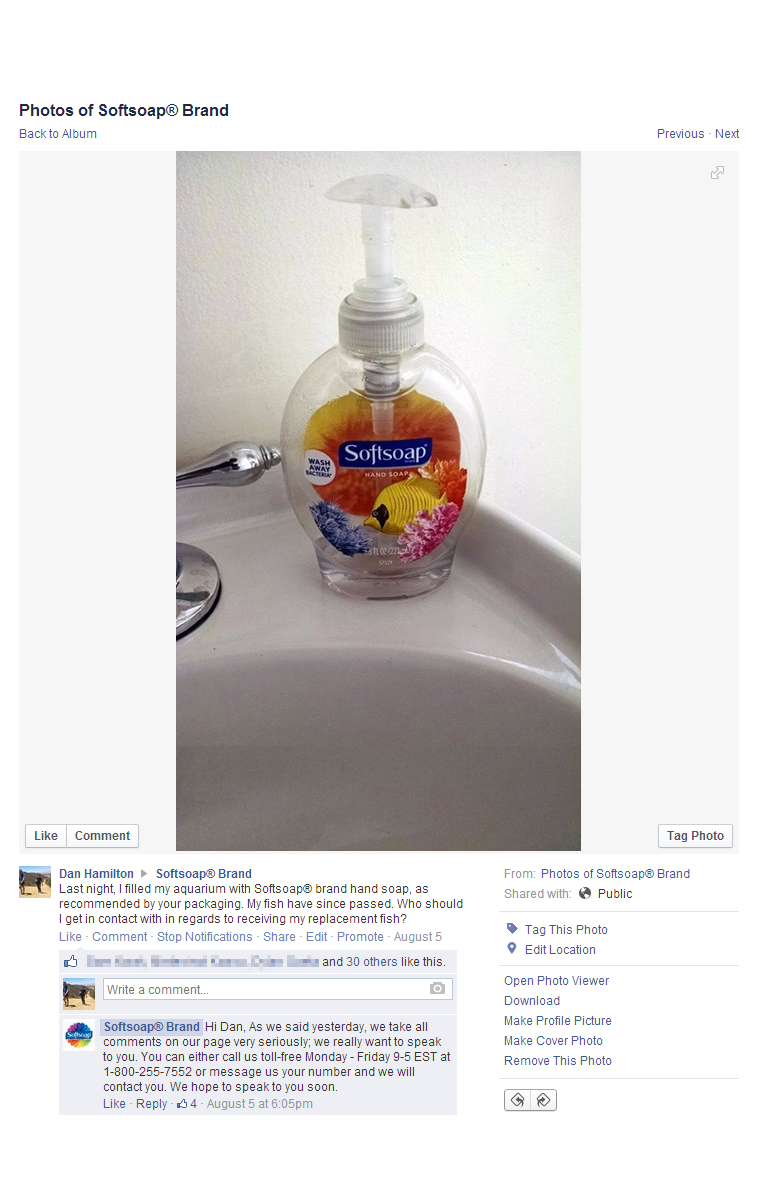 Photos of Softsoap® Brand
Back to Album
Previous · Next
Softsoap
BRAND
HAND SOAP
WASH
AWAY
BACTERIA*
57529
Like
Comment
Tag Photo
Dan Hamilton ▶ Softsoap® Brand
Last night, I filled my aquarium with Softsoap® brand hand soap, as
recommended by your packaging. My fish have since passed. Who should
I get in contact with in regards to receiving my replacement fish?
Like · Comment · Stop Notifications · Share · Edit · Promote · August 5
and 30 others like this.
Write a comment...
Softsoap
Softsoap® Brand Hi Dan, As we said yesterday, we take all
comments on our page very seriously; we really want to speak
to you. You can either call us toll-free Monday - Friday 9-5 EST at
1-800-255-7552 or message us your number and we will
contact you. We hope to speak to you soon.
Like · Reply · 4 · August 5 at 6:05pm
From: Photos of Softsoap® Brand
Shared with: Public
Tag This Photo
Edit Location
Open Photo Viewer
Download
Make Profile Picture
Make Cover Photo
Remove This Photo